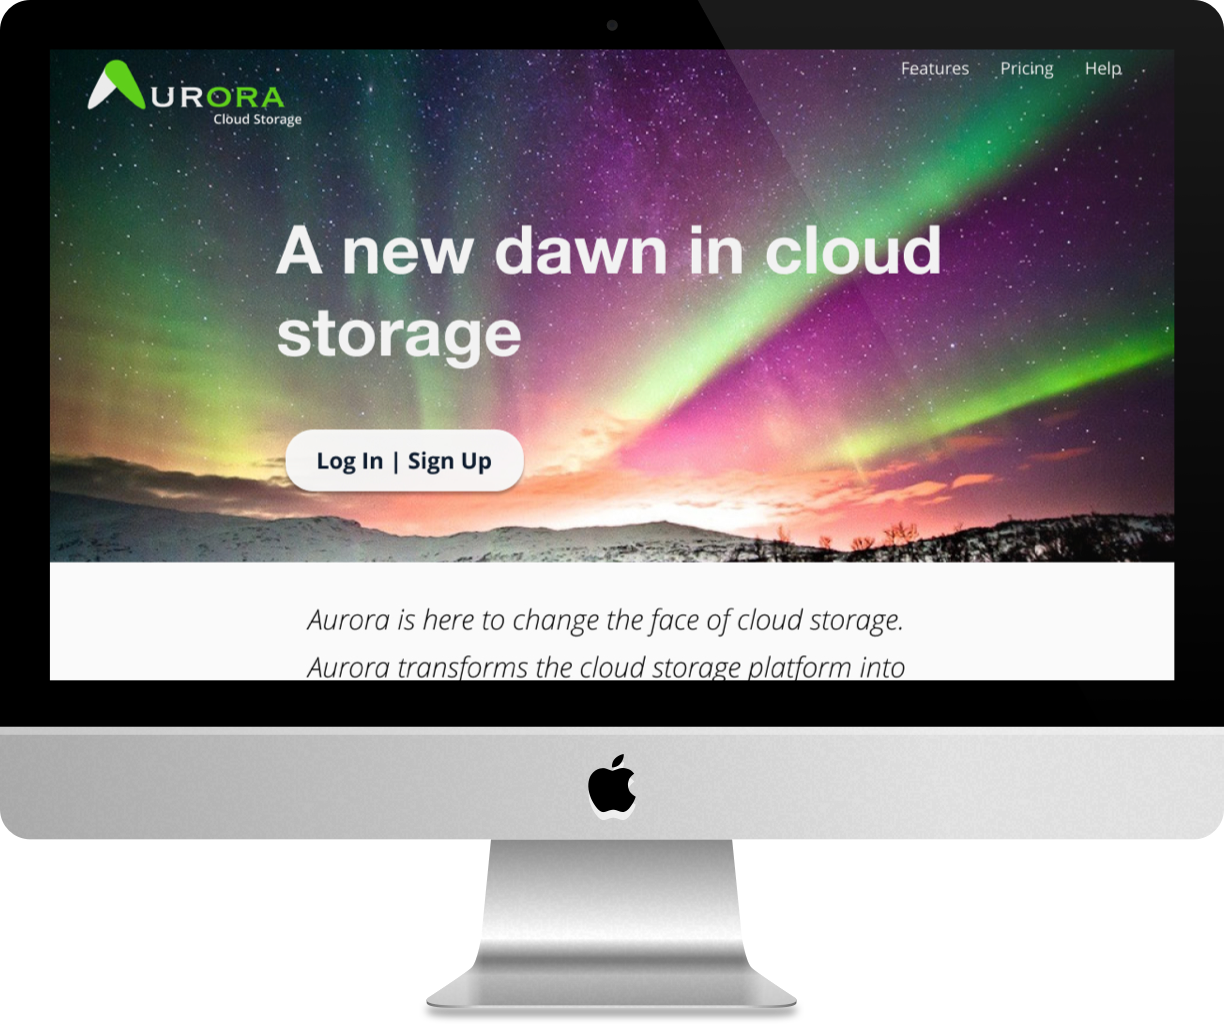 AURORA
Cloud Storage
Features Pricing Help
A new dawn in cloud
storage
Log In | Sign Up
Aurora is here to change the face of cloud storage.
Aurora transforms the cloud storage platform into